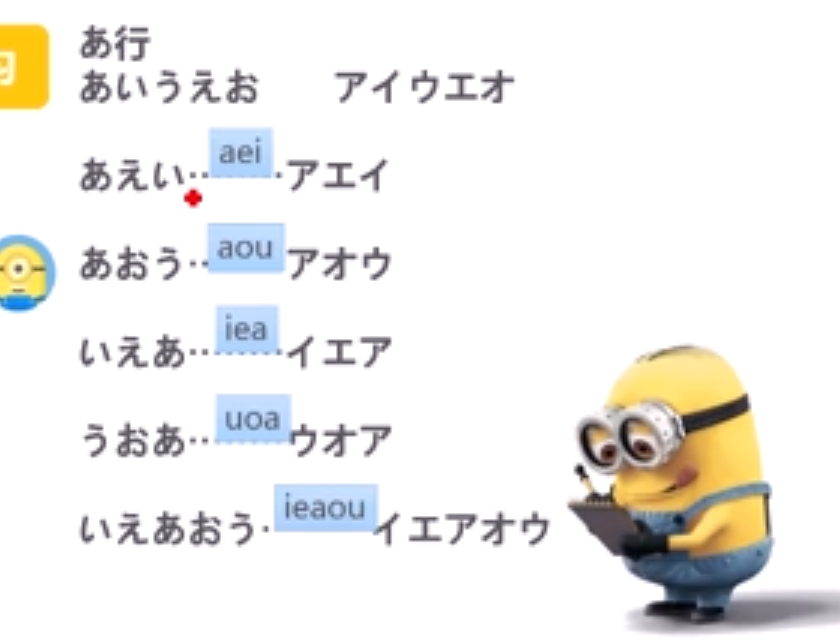 あ行
あいうえお アイウエオ
あえい‥ aei ‥アエイ
あおう‥ aou アオウ
いえあ‥ iea ‥イエア
うおあ‥ uoa ウオア
いえあおう‥ ieaou イエアオウ